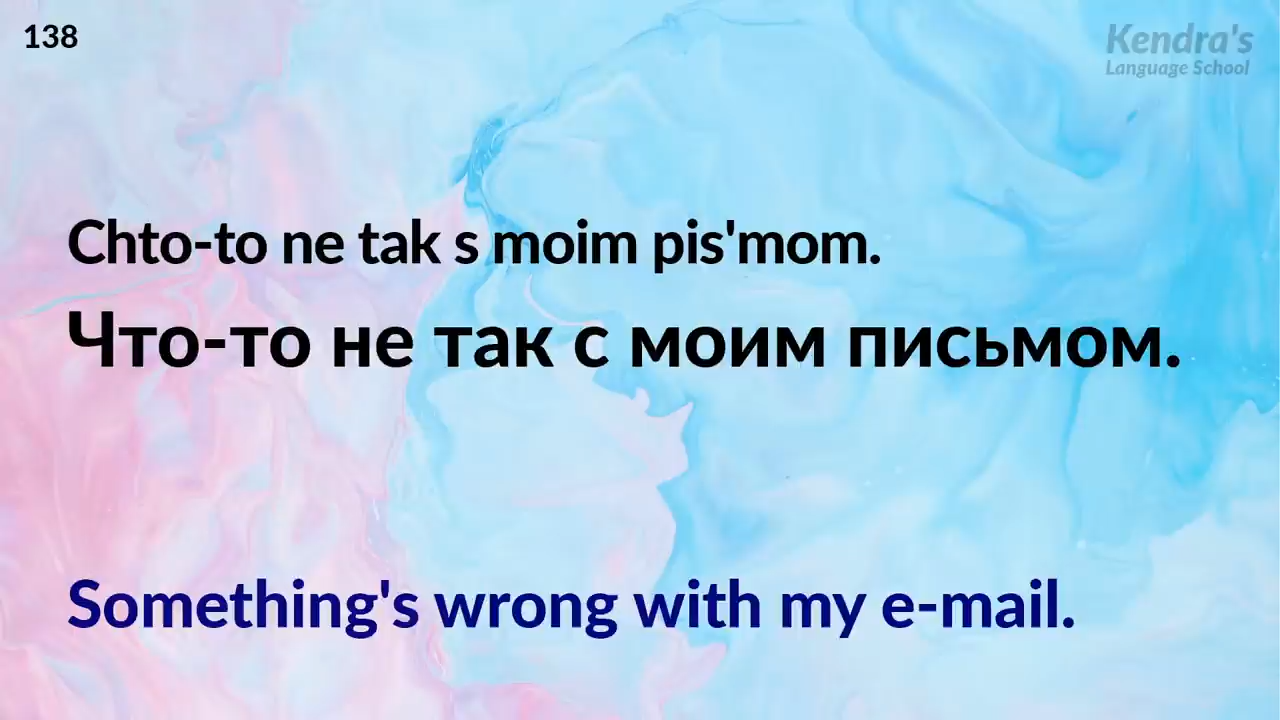 138
Kendra's
Language School
Chto-to ne tak s moim pis'mom.
Что-то не так с моим письмом.
Something's wrong with my e-mail.